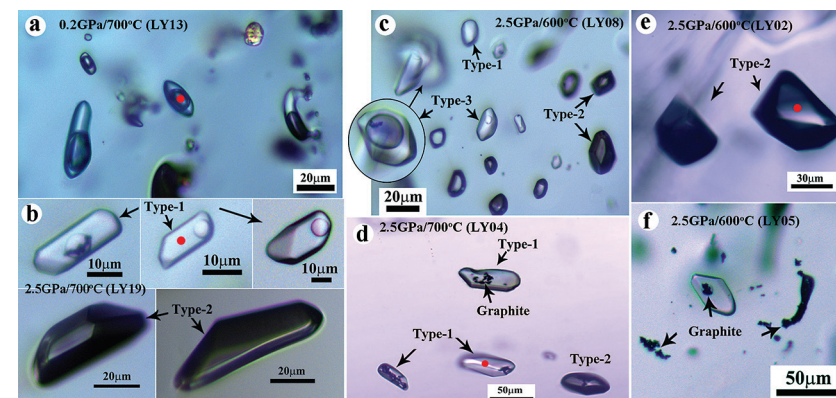 a
0.2GPa/700°C (LY13)
20μm
b
Type-1
10μm
10μm
10μm
2.5GPa/700°C (LY19)
Type-2
20μm
20μm
c
2.5GPa/600°C (LY08)
Type-1
Type-3
Type-2
20μm
d
2.5GPa/700°C (LY04)
Type-1
Graphite
Type-1
Type-2
50μm
e
2.5GPa/600°C(LY02)
Type-2
30μm
f
2.5GPa/600°C (LY05)
Graphite
50μm